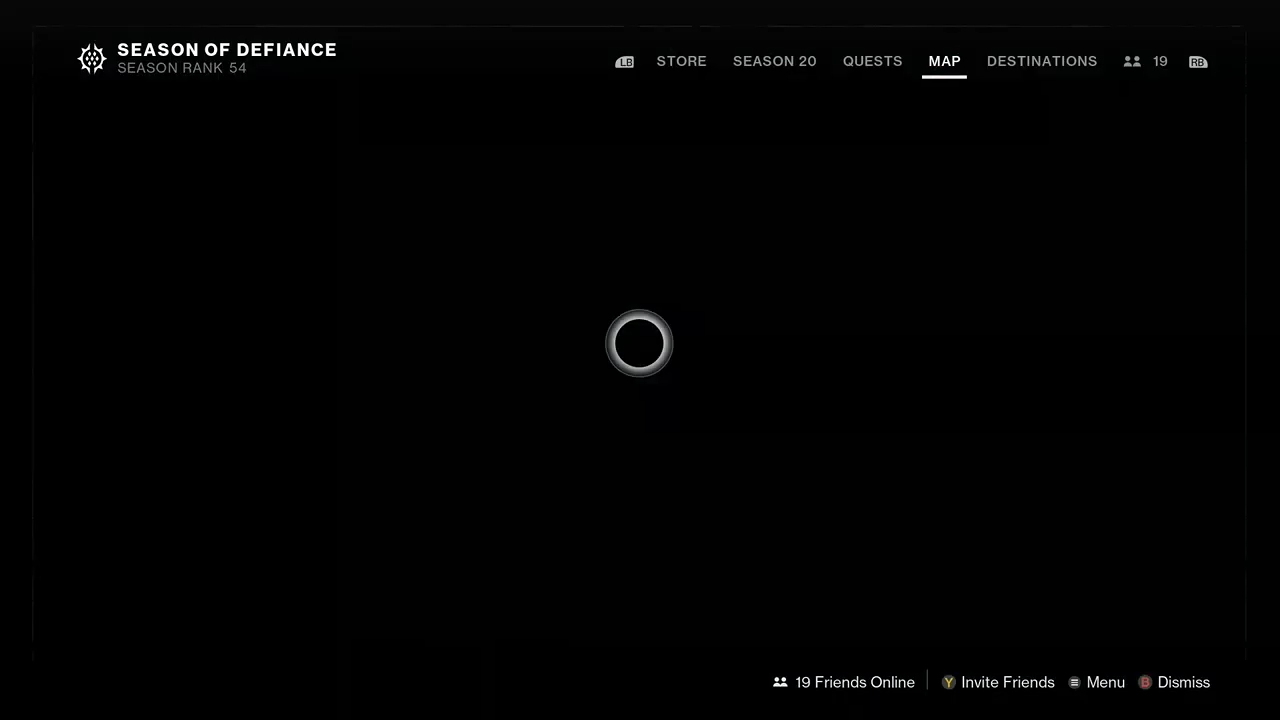 SEASON OF DEFIANCE
SEASON RANK 54
LB STORE SEASON 20 QUESTS MAP DESTINATIONS 19 RB
19 Friends Online Y Invite Friends Menu B Dismiss